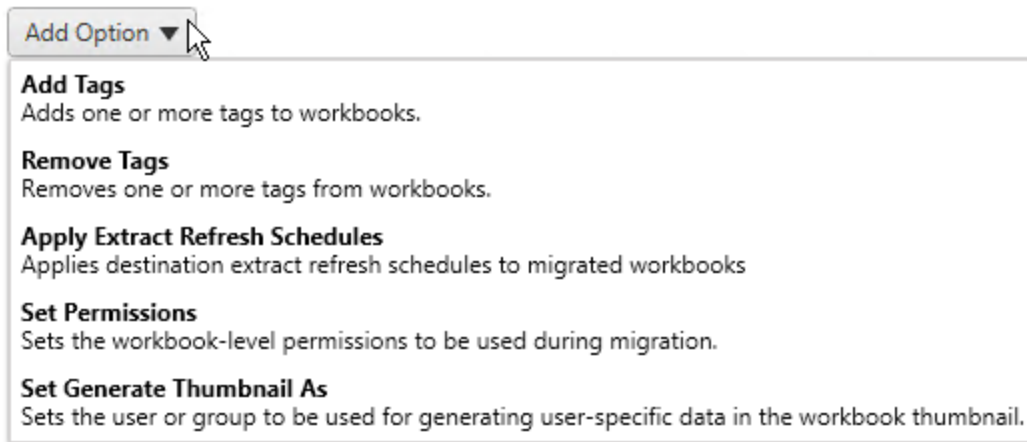 Add Option
Add Tags
Adds one or more tags to workbooks.
Remove Tags
Removes one or more tags from workbooks.
Apply Extract Refresh Schedules
Applies destination extract refresh schedules to migrated workbooks
Set Permissions
Sets the workbook-level permissions to be used during migration.
Set Generate Thumbnail As
Sets the user or group to be used for generating user-specific data in the workbook thumbnail.